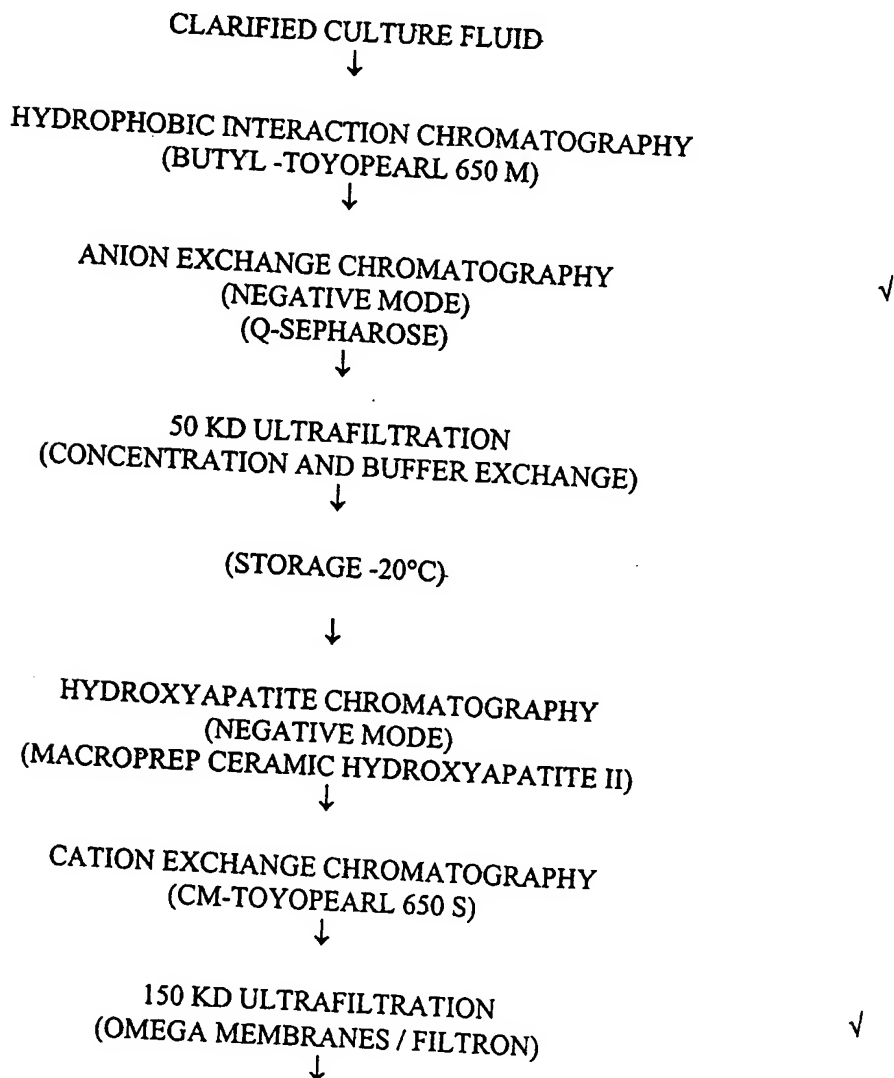 CLARIFIED CULTURE FLUID
↓
HYDROPHOBIC INTERACTION CHROMATOGRAPHY
(BUTYL -TOYOPEARL 650 M)
↓
ANION EXCHANGE CHROMATOGRAPHY
(NEGATIVE MODE) √
(Q-SEPHAROSE)
↓
50 KD ULTRAFILTRATION
(CONCENTRATION AND BUFFER EXCHANGE)
↓
(STORAGE -20°C)
↓
HYDROXYAPATITE CHROMATOGRAPHY
(NEGATIVE MODE)
(MACROPREP CERAMIC HYDROXYAPATITE II)
↓
CATION EXCHANGE CHROMATOGRAPHY
(CM-TOYOPEARL 650 S)
↓
150 KD ULTRAFILTRATION
(OMEGA MEMBRANES / FILTRON) √
↓